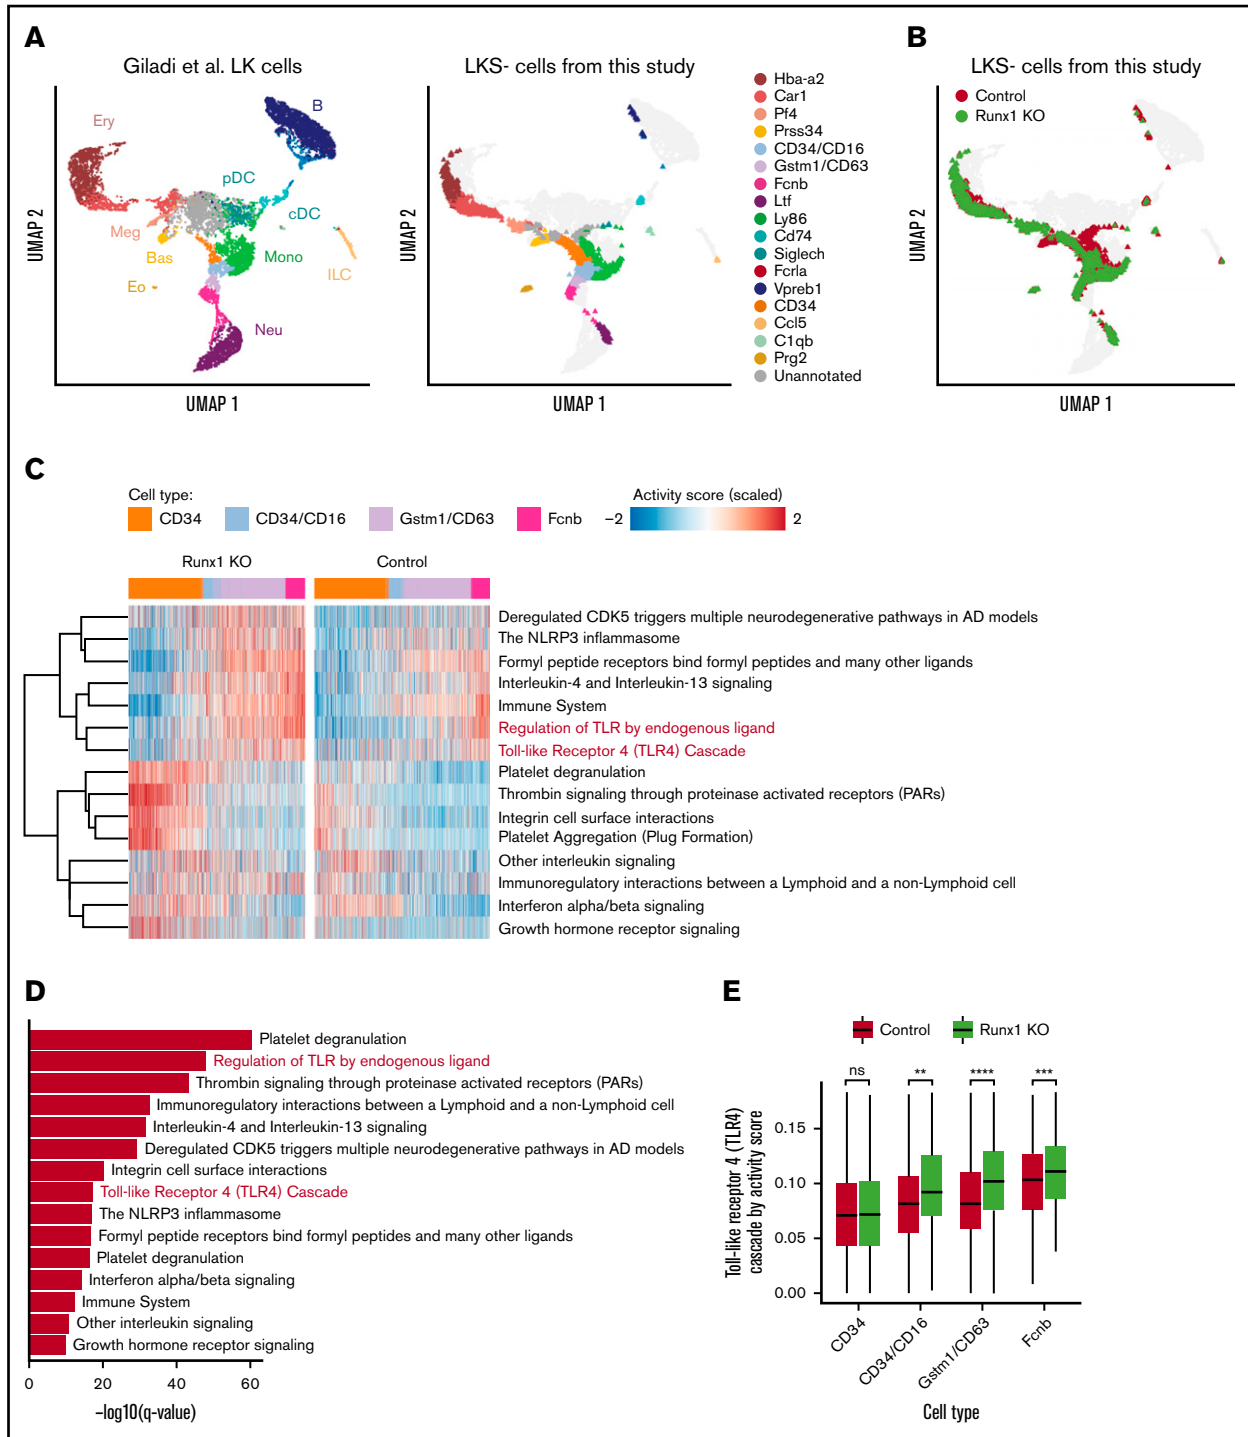 A
Giladi et al. LK cells
Ery
B
pDC
cDC
Meg
Bas
Mono
ILC
Eo
Neu
UMAP 2
UMAP 1
LKS- cells from this study
UMAP 2
UMAP 1
Hba-a2
Car1
Pf4
Prss34
CD34/CD16
Gstm1/CD63
Fcnb
Ltf
Ly86
Cd74
Siglech
Fcrla
Vpreb1
CD34
Ccl5
C1qb
Prg2
Unannotated
B
LKS- cells from this study
Control
Runx1 KO
UMAP 2
UMAP 1
C
Cell type:
CD34
CD34/CD16
Gstm1/CD63
Fcnb
Activity score (scaled)
−2
2
Runx1 KO
Control
Deregulated CDK5 triggers multiple neurodegenerative pathways in AD models
The NLRP3 inflammasome
Formyl peptide receptors bind formyl peptides and many other ligands
Interleukin-4 and Interleukin-13 signaling
Immune System
Regulation of TLR by endogenous ligand
Toll-like Receptor 4 (TLR4) Cascade
Platelet degranulation
Thrombin signaling through proteinase activated receptors (PARs)
Integrin cell surface interactions
Platelet Aggregation (Plug Formation)
Other interleukin signaling
Immunoregulatory interactions between a Lymphoid and a non-Lymphoid cell
Interferon alpha/beta signaling
Growth hormone receptor signaling
D
Platelet degranulation
Regulation of TLR by endogenous ligand
Thrombin signaling through proteinase activated receptors (PARs)
Immunoregulatory interactions between a Lymphoid and a non-Lymphoid cell
Interleukin-4 and Interleukin-13 signaling
Deregulated CDK5 triggers multiple neurodegenerative pathways in AD models
Integrin cell surface interactions
Toll-like Receptor 4 (TLR4) Cascade
The NLRP3 inflammasome
Formyl peptide receptors bind formyl peptides and many other ligands
Platelet degranulation
Interferon alpha/beta signaling
Immune System
Other interleukin signaling
Growth hormone receptor signaling
0 20 40 60
−log10(q-value)
E
Control
Runx1 KO
ns
**
****
***
Toll-like receptor 4 (TLR4)
cascade by activity score
0.15
0.10
0.05
0.00
CD34
CD34/CD16
Gstm1/CD63
Fcnb
Cell type